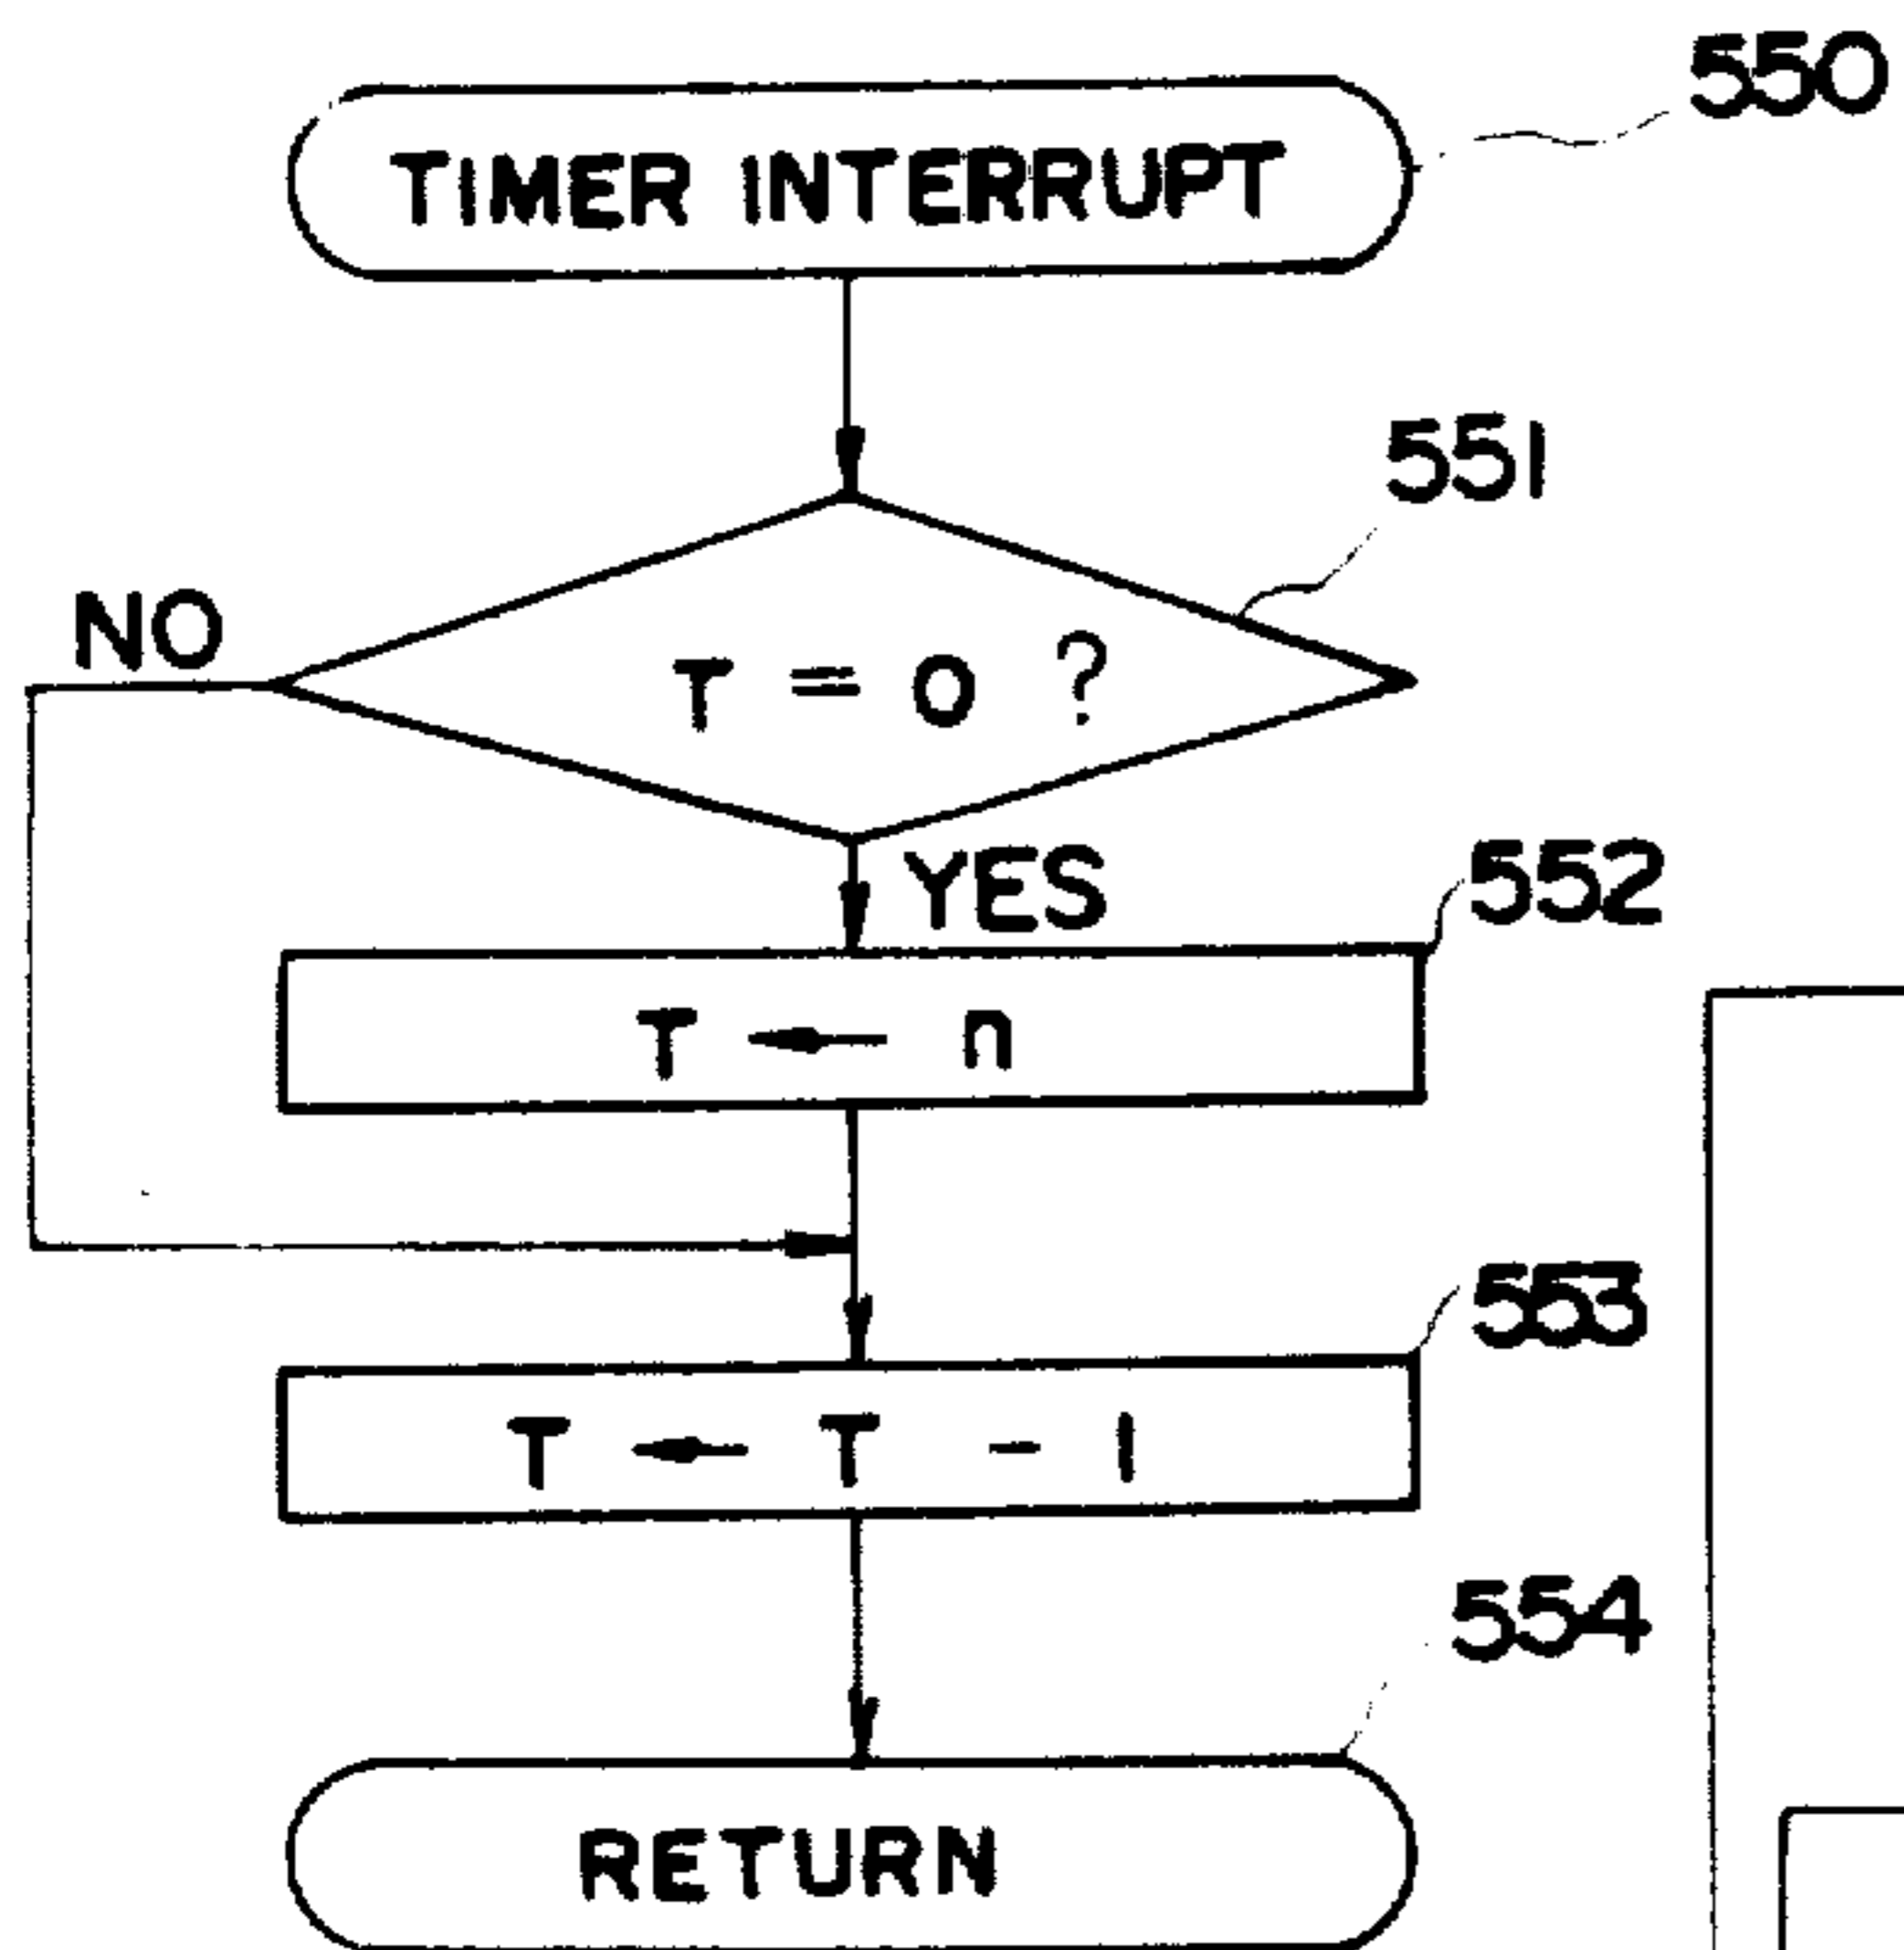 550
TIMER INTERRUPT
551
NO
T = 0 ?
YES
552
T ← n
553
T ← T - 1
554
RETURN